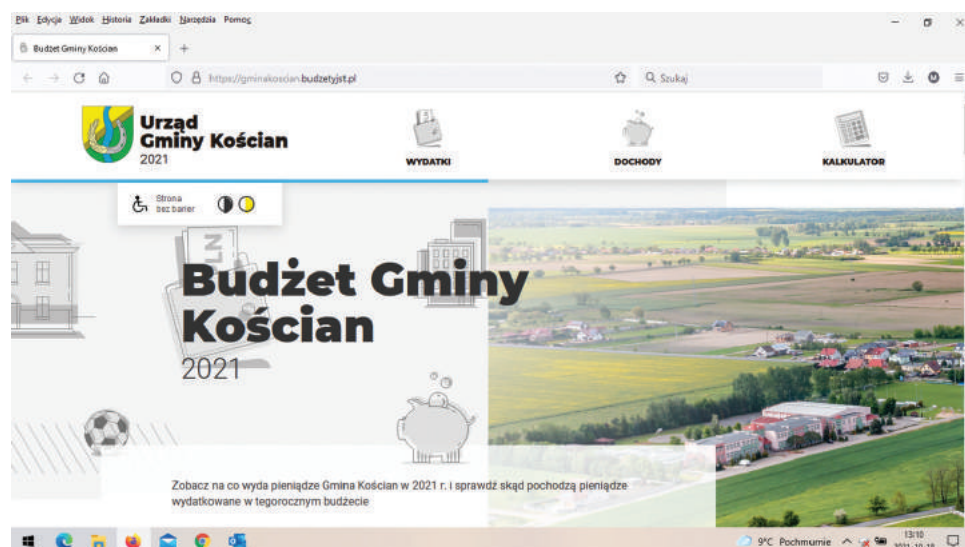 Plik Edycja Widok Historia Zakładki Narzędzia Pomoc
Budżet Gminy Kościan
https://gminakoscian.budzetyjst.pl
Szukaj
Urząd
Gminy Kościan
2021
WYDATKI
DOCHODY
KALKULATOR
Strona
bez barier
LN
Budżet Gminy
Kościan
2021
Zobacz na co wyda pieniądze Gmina Kościan w 2021 r. i sprawdź skąd pochodzą pieniądze
wydatkowane w tegorocznym budżecie
9°C Pochmurnie
13:10